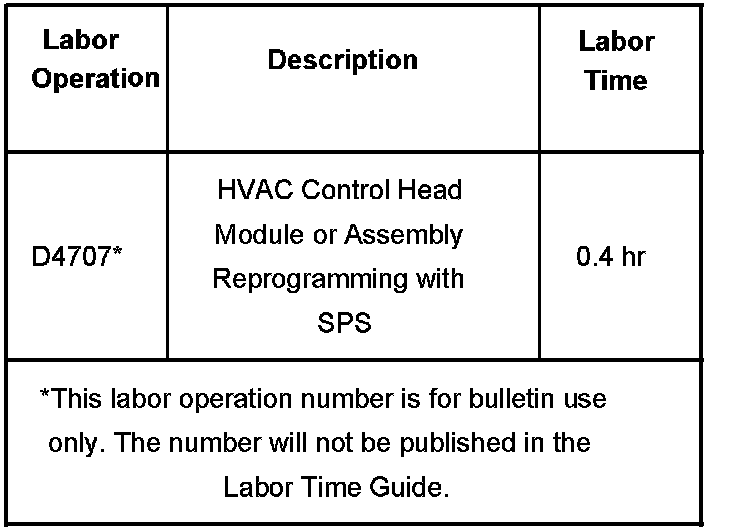 Labor
Operation
Description
Labor
Time
D4707*
HVAC Control Head
Module or Assembly
Reprogramming with
SPS
0.4 hr
*This labor operation number is for bulletin use
only. The number will not be published in the
Labor Time Guide.